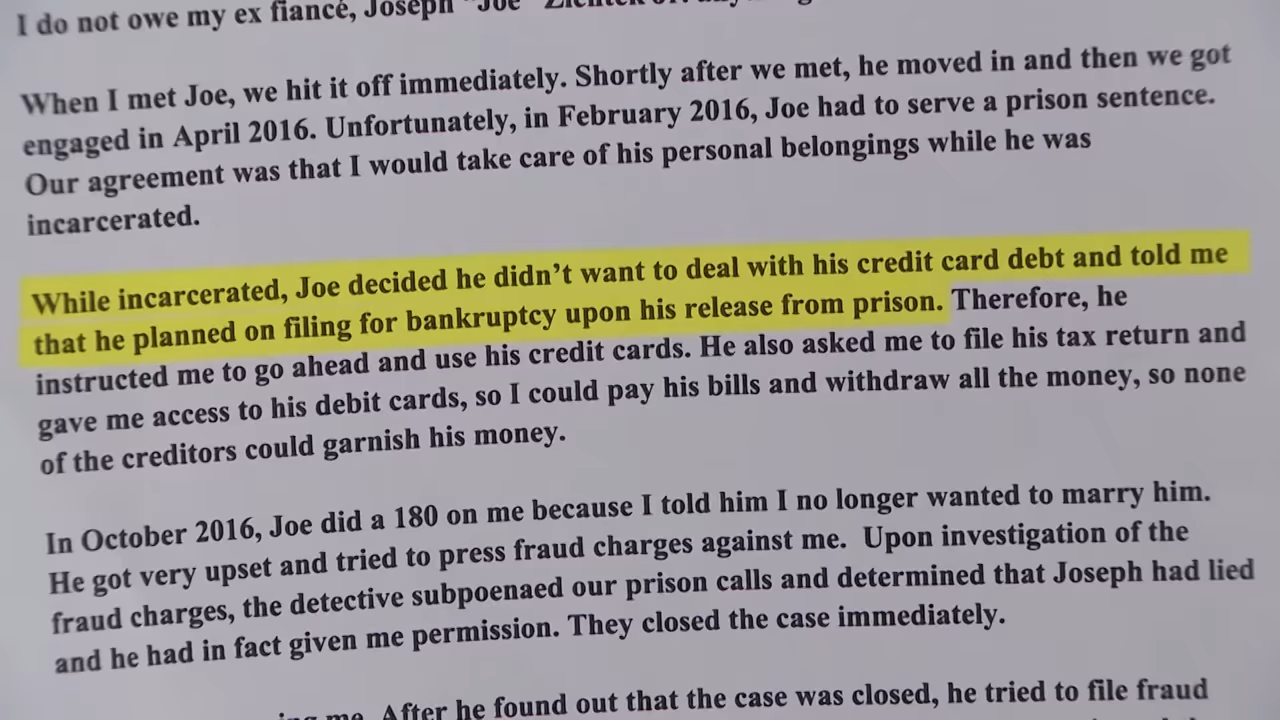 I do not owe my ex fiancé, Joseph "Joe"
When I met Joe, we hit it off immediately. Shortly after we met, he moved in and then we got
engaged in April 2016. Unfortunately, in February 2016, Joe had to serve a prison sentence.
Our agreement was that I would take care of his personal belongings while he was
incarcerated.
While incarcerated, Joe decided he didn't want to deal with his credit card debt and told me
that he planned on filing for bankruptcy upon his release from prison. Therefore, he
instructed me to go ahead and use his credit cards. He also asked me to file his tax return and
gave me access to his debit cards, so I could pay his bills and withdraw all the money, so none
of the creditors could garnish his money.
In October 2016, Joe did a 180 on me because I told him I no longer wanted to marry him.
He got very upset and tried to press fraud charges against me.  Upon investigation of the
fraud charges, the detective subpoenaed our prison calls and determined that Joseph had lied
and he had in fact given me permission. They closed the case immediately.
me. After he found out that the case was closed, he tried to file fraud